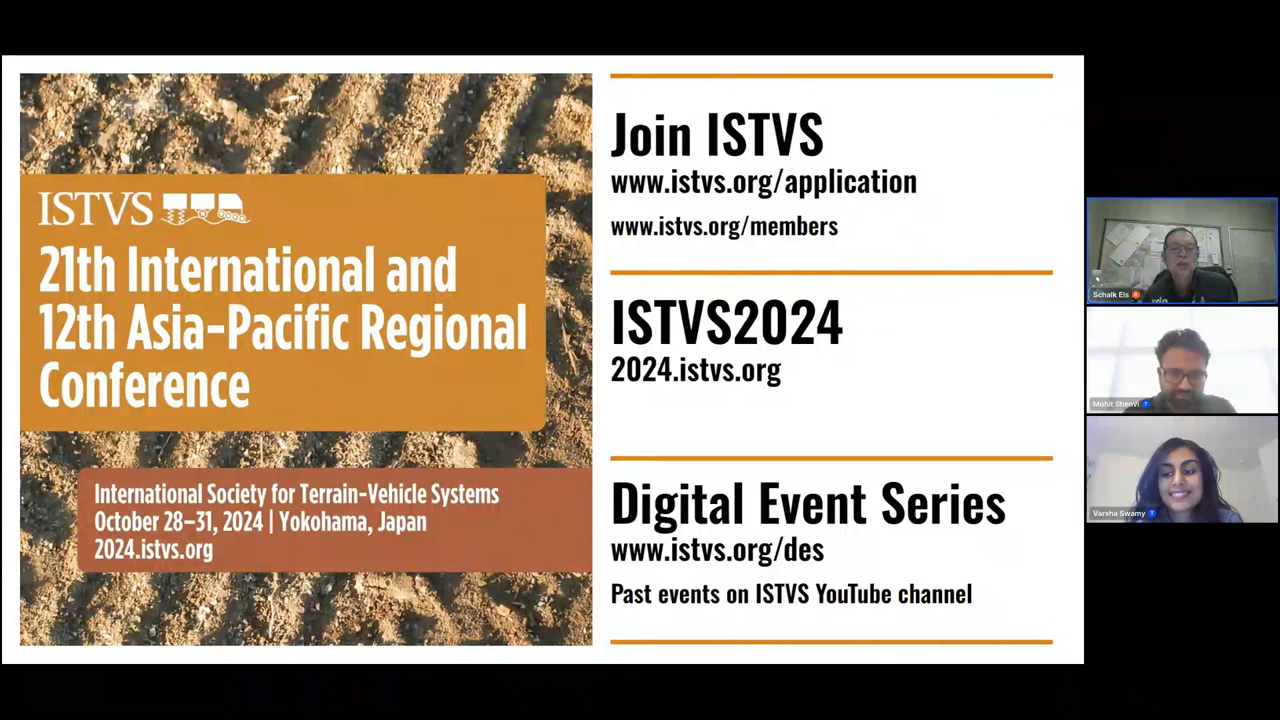 ISTVS
21th International and
12th Asia-Pacific Regional
Conference
International Society for Terrain-Vehicle Systems
October 28–31, 2024 | Yokohama, Japan
2024.istvs.org
Join ISTVS
www.istvs.org/application
www.istvs.org/members
ISTVS2024
2024.istvs.org
Digital Event Series
www.istvs.org/des
Past events on ISTVS YouTube channel
Schalk Els
Mohit Shenvi
Varsha Swamy